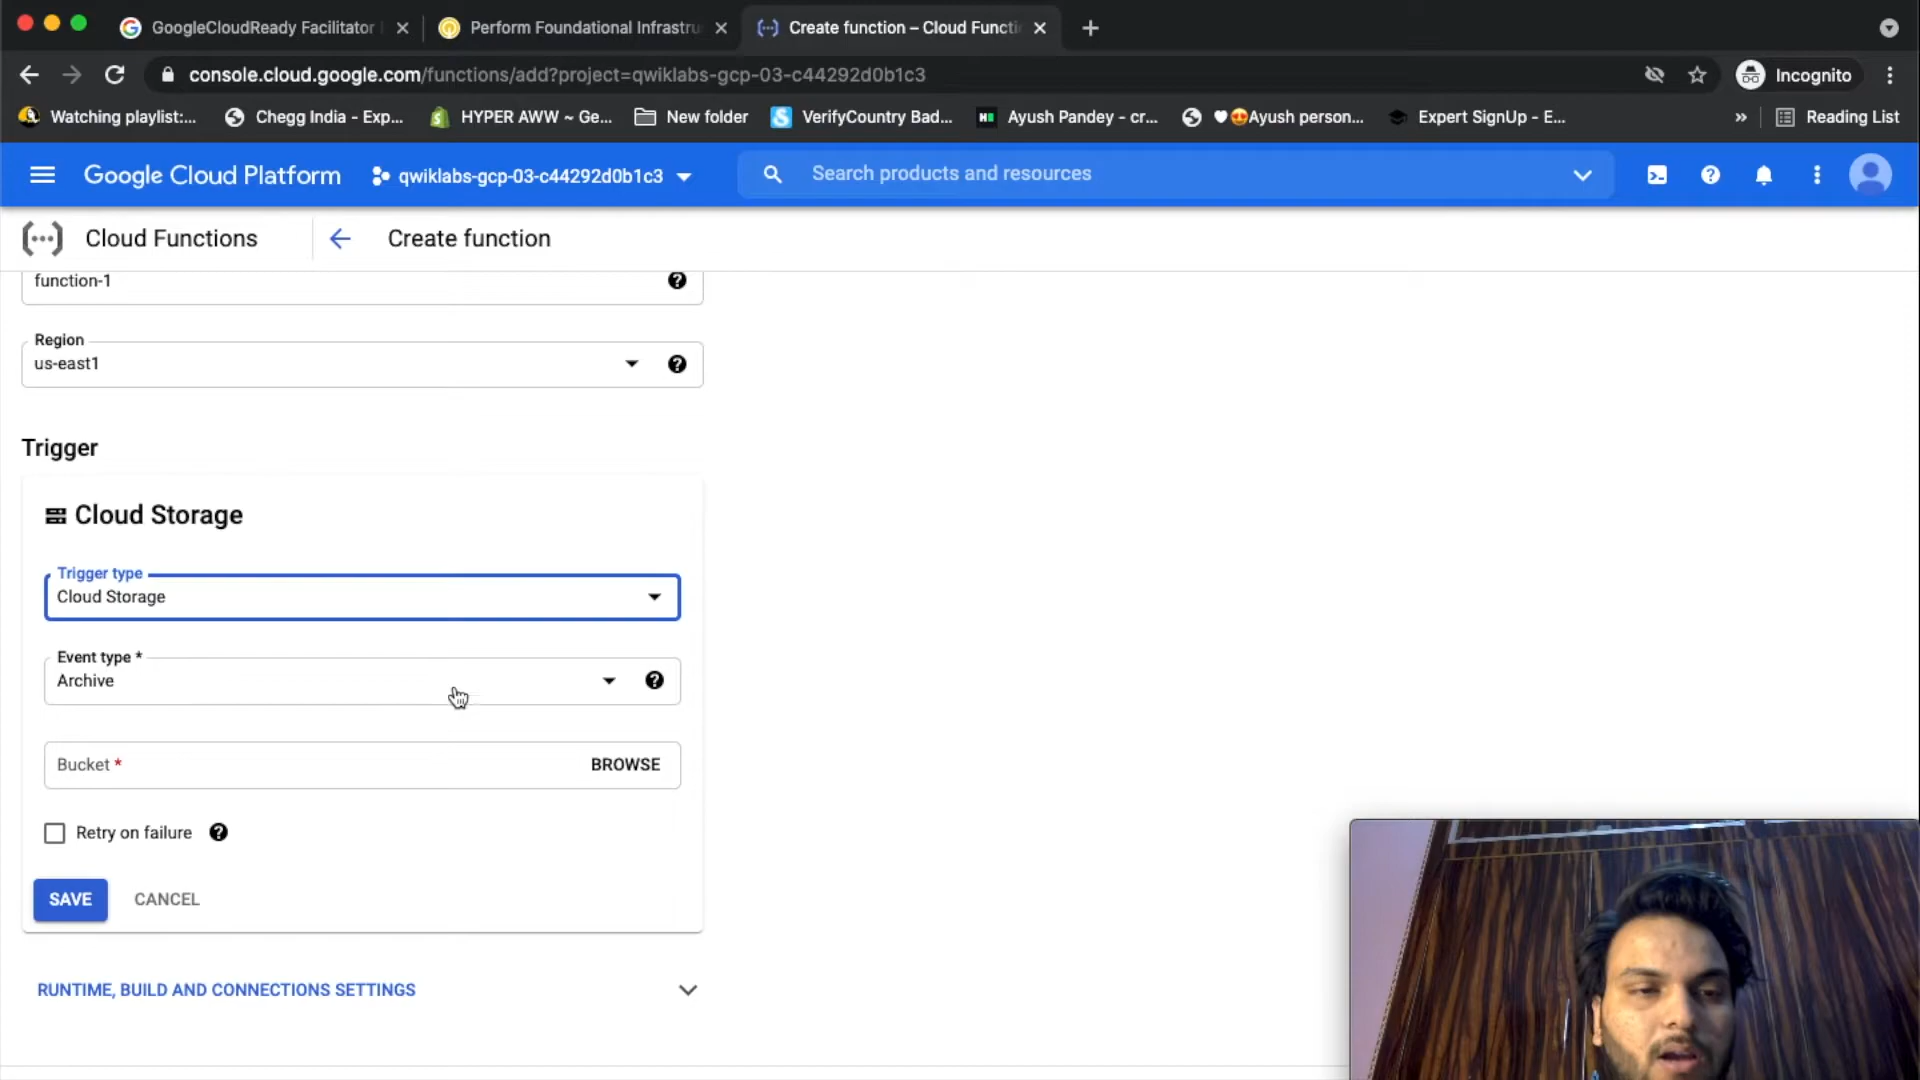 GoogleCloudReady Facilitator
Perform Foundational Infrastru
Create function – Cloud Functi
console.cloud.google.com/functions/add?project=qwiklabs-gcp-03-c44292d0b1c3
Incognito
Watching playlist:...
Chegg India - Exp...
HYPER AWW ~ Ge...
New folder
VerifyCountry Bad...
Ayush Pandey - cr...
♥😍Ayush person...
Expert SignUp - E...
»
Reading List
Google Cloud Platform
qwiklabs-gcp-03-c44292d0b1c3
Search products and resources
Cloud Functions
Create function
function-1
Region
us-east1
Trigger
Cloud Storage
Trigger type
Cloud Storage
Event type *
Archive
Bucket *
BROWSE
Retry on failure
SAVE
CANCEL
RUNTIME, BUILD AND CONNECTIONS SETTINGS